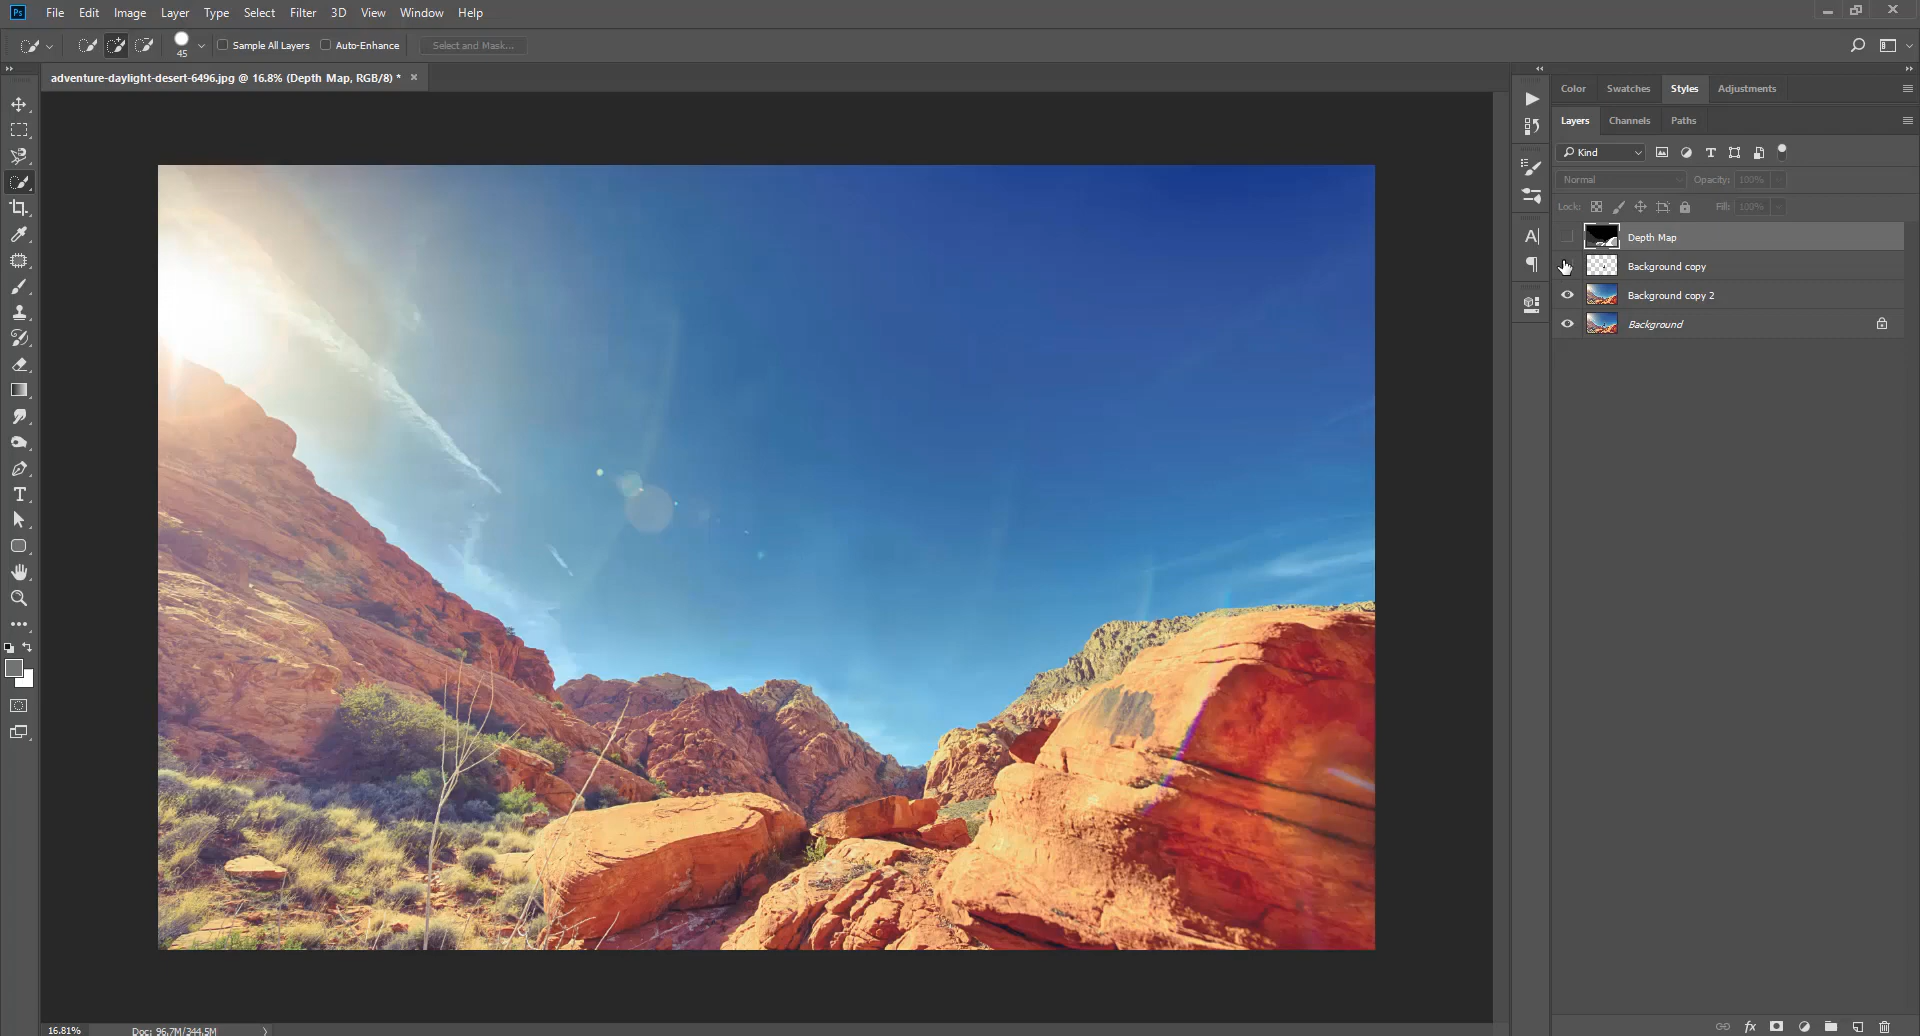 Ps File Edit Image Layer Type Select Filter 3D View Window Help
45 Sample All Layers Auto-Enhance Select and Mask...
adventure-daylight-desert-6496.jpg @ 16.8% (Depth Map, RGB/8) * ×
Color Swatches Styles Adjustments
Layers Channels Paths
Kind
Normal Opacity: 100%
Lock: Fill: 100%
Depth Map
Background copy
Background copy 2
Background
16.81% Doc: 96.7M/344.5M